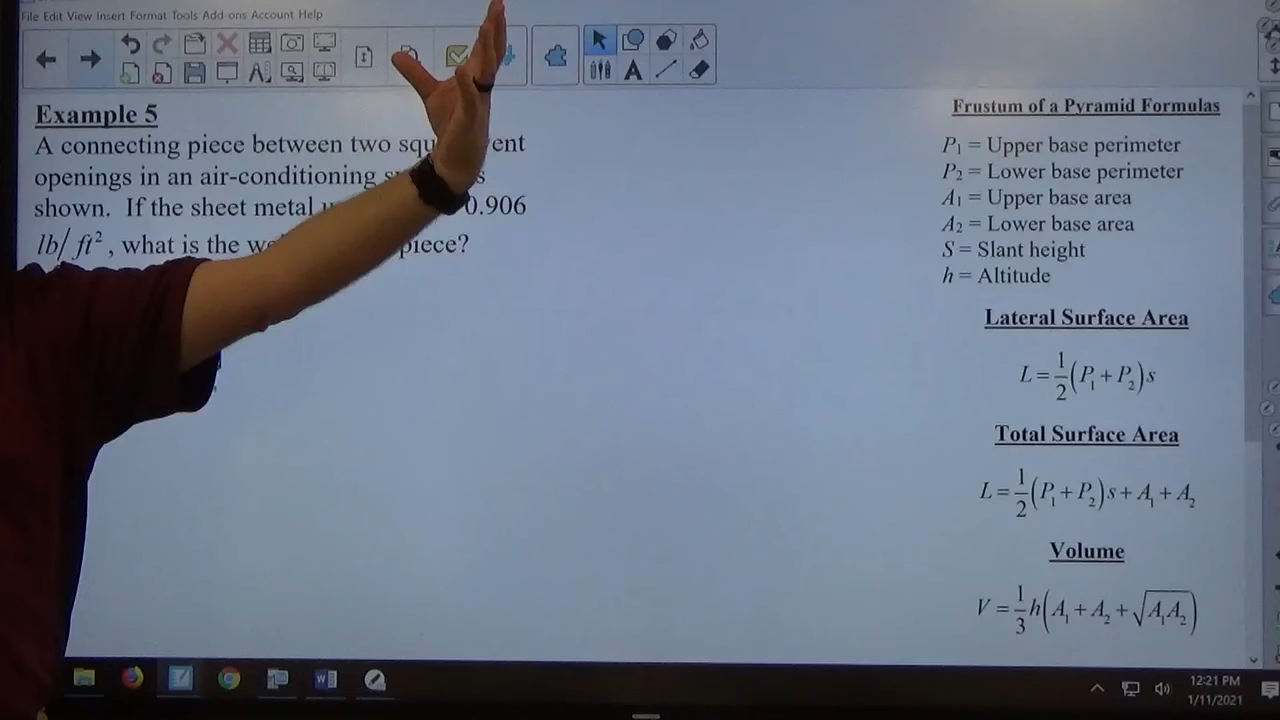 File Edit View Insert Format Tools Add-ons Account Help
Example 5
A connecting piece between two squ ent
openings in an air-conditioning s s
shown. If the sheet metal 0.906
lb/ft², what is the we piece?
Frustum of a Pyramid Formulas
P₁ = Upper base perimeter
P₂ = Lower base perimeter
A₁ = Upper base area
A₂ = Lower base area
S = Slant height
h = Altitude
Lateral Surface Area
L = 1/2 (P₁ + P₂) s
Total Surface Area
L = 1/2 (P₁ + P₂) s + A₁ + A₂
Volume
V = 1/3 h (A₁ + A₂ + √A₁A₂)
12:21 PM
1/11/2021